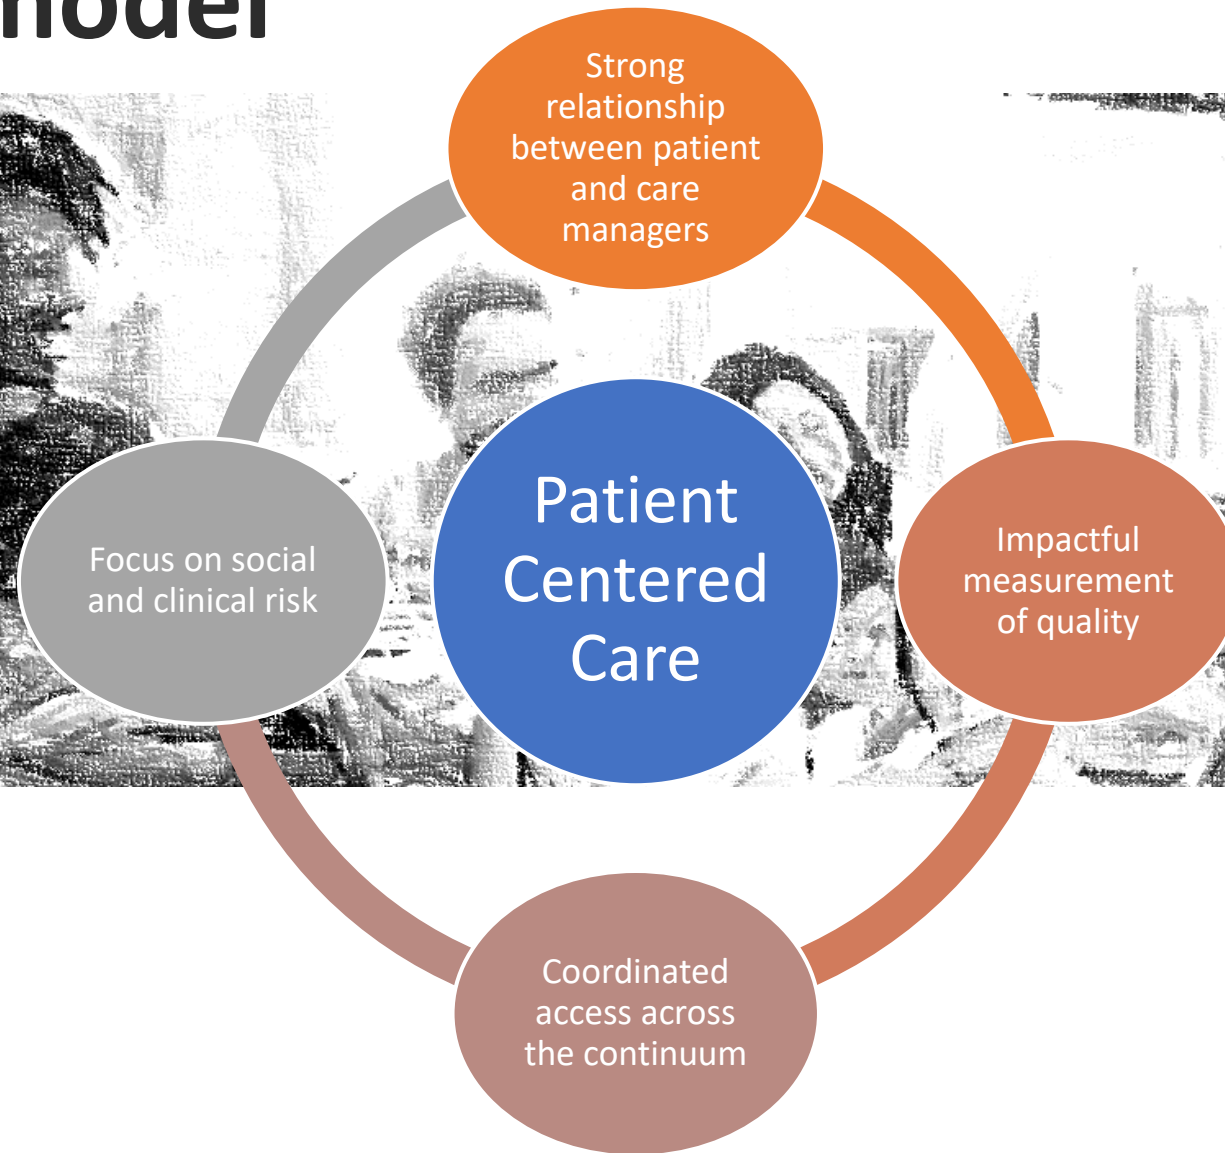 model
Strong
relationship
between patient
and care
managers
Patient
Centered
Care
Focus on social
and clinical risk
Impactful
measurement
of quality
Coordinated
access across
the continuum